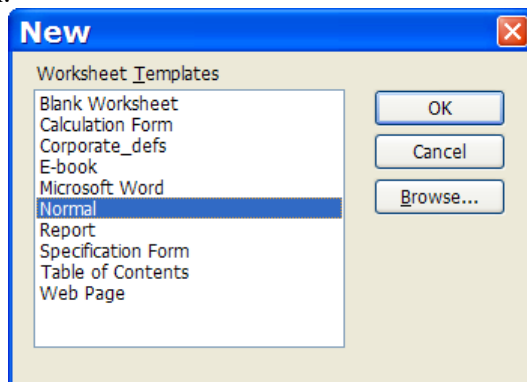 New
Worksheet Templates
Blank Worksheet
Calculation Form
Corporate_defs
E-book
Microsoft Word
Normal
Report
Specification Form
Table of Contents
Web Page
OK
Cancel
Browse...